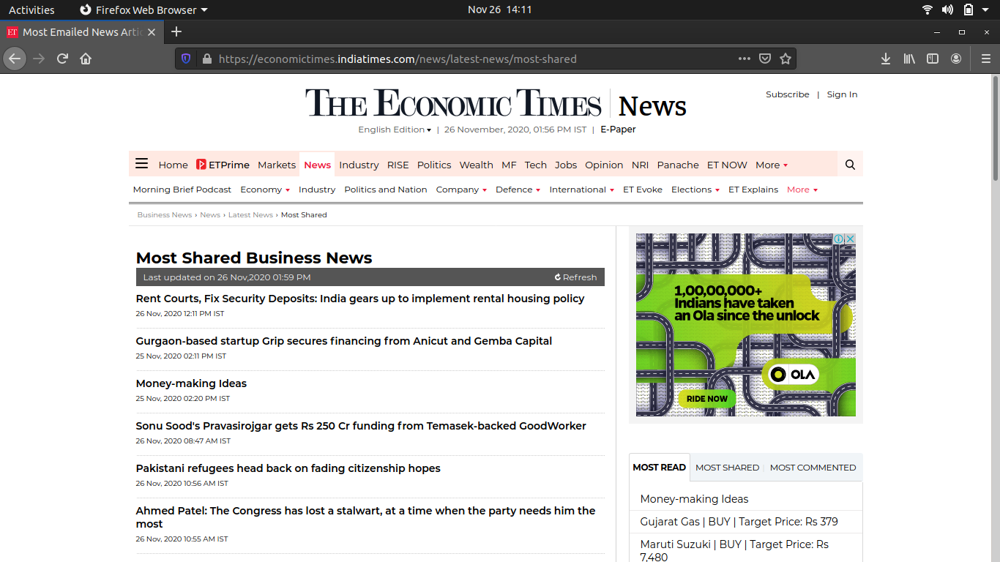 Activities Firefox Web Browser Nov 26 14:11
ET Most Emailed News Artic
https://economictimes.indiatimes.com/news/latest-news/most-shared
THE ECONOMIC TIMES News
Subscribe | Sign In
English Edition | 26 November, 2020, 01:56 PM IST | E-Paper
Home ETPrime Markets News Industry RISE Politics Wealth MF Tech Jobs Opinion NRI Panache ET NOW More
Morning Brief Podcast Economy Industry Politics and Nation Company Defence International ET Evoke Elections ET Explains More
Business News › News › Latest News › Most Shared
Most Shared Business News
Last updated on 26 Nov,2020 01:59 PM Refresh
Rent Courts, Fix Security Deposits: India gears up to implement rental housing policy
26 Nov, 2020 12:11 PM IST
Gurgaon-based startup Grip secures financing from Anicut and Gemba Capital
25 Nov, 2020 02:11 PM IST
Money-making Ideas
25 Nov, 2020 02:20 PM IST
Sonu Sood's Pravasirojgar gets Rs 250 Cr funding from Temasek-backed GoodWorker
26 Nov, 2020 08:47 AM IST
Pakistani refugees head back on fading citizenship hopes
26 Nov, 2020 10:56 AM IST
Ahmed Patel: The Congress has lost a stalwart, at a time when the party needs him the
most
26 Nov, 2020 10:55 AM IST
1,00,00,000+
Indians have taken
an Ola since the unlock
OLA
RIDE NOW
MOST READ MOST SHARED MOST COMMENTED
Money-making Ideas
Gujarat Gas | BUY | Target Price: Rs 379
Maruti Suzuki | BUY | Target Price: Rs
7,480